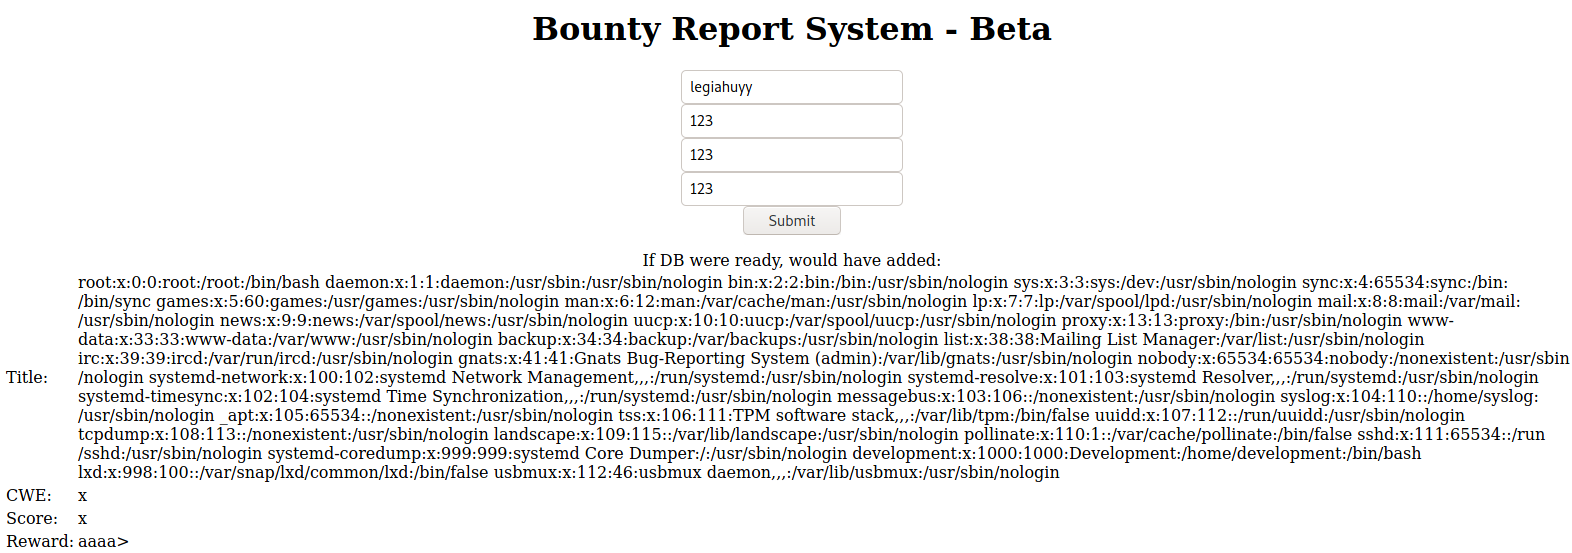 Bounty Report System - Beta
legiahuyy
123
123
123
Submit
If DB were ready, would have added:
root:x:0:0:root:/root:/bin/bash daemon:x:1:1:daemon:/usr/sbin:/usr/sbin/nologin bin:x:2:2:bin:/bin:/usr/sbin/nologin sys:x:3:3:sys:/dev:/usr/sbin/nologin sync:x:4:65534:sync:/bin:
/bin/sync games:x:5:60:games:/usr/games:/usr/sbin/nologin man:x:6:12:man:/var/cache/man:/usr/sbin/nologin lp:x:7:7:lp:/var/spool/lpd:/usr/sbin/nologin mail:x:8:8:mail:/var/mail:
/usr/sbin/nologin news:x:9:9:news:/var/spool/news:/usr/sbin/nologin uucp:x:10:10:uucp:/var/spool/uucp:/usr/sbin/nologin proxy:x:13:13:proxy:/bin:/usr/sbin/nologin www-
data:x:33:33:www-data:/var/www:/usr/sbin/nologin backup:x:34:34:backup:/var/backups:/usr/sbin/nologin list:x:38:38:Mailing List Manager:/var/list:/usr/sbin/nologin
irc:x:39:39:ircd:/var/run/ircd:/usr/sbin/nologin gnats:x:41:41:Gnats Bug-Reporting System (admin):/var/lib/gnats:/usr/sbin/nologin nobody:x:65534:65534:nobody:/nonexistent:/usr/sbin
Title: /nologin systemd-network:x:100:102:systemd Network Management,,,:/run/systemd:/usr/sbin/nologin systemd-resolve:x:101:103:systemd Resolver,,,:/run/systemd:/usr/sbin/nologin
systemd-timesync:x:102:104:systemd Time Synchronization,,,:/run/systemd:/usr/sbin/nologin messagebus:x:103:106::/nonexistent:/usr/sbin/nologin syslog:x:104:110::/home/syslog:
/usr/sbin/nologin _apt:x:105:65534::/nonexistent:/usr/sbin/nologin tss:x:106:111:TPM software stack,,,:/var/lib/tpm:/bin/false uuidd:x:107:112::/run/uuidd:/usr/sbin/nologin
tcpdump:x:108:113::/nonexistent:/usr/sbin/nologin landscape:x:109:115::/var/lib/landscape:/usr/sbin/nologin pollinate:x:110:1::/var/cache/pollinate:/bin/false sshd:x:111:65534::/run
/sshd:/usr/sbin/nologin systemd-coredump:x:999:999:systemd Core Dumper:/:/usr/sbin/nologin development:x:1000:1000:Development:/home/development:/bin/bash
lxd:x:998:100::/var/snap/lxd/common/lxd:/bin/false usbmux:x:112:46:usbmux daemon,,,:/var/lib/usbmux:/usr/sbin/nologin
CWE: x
Score: x
Reward: aaaa>